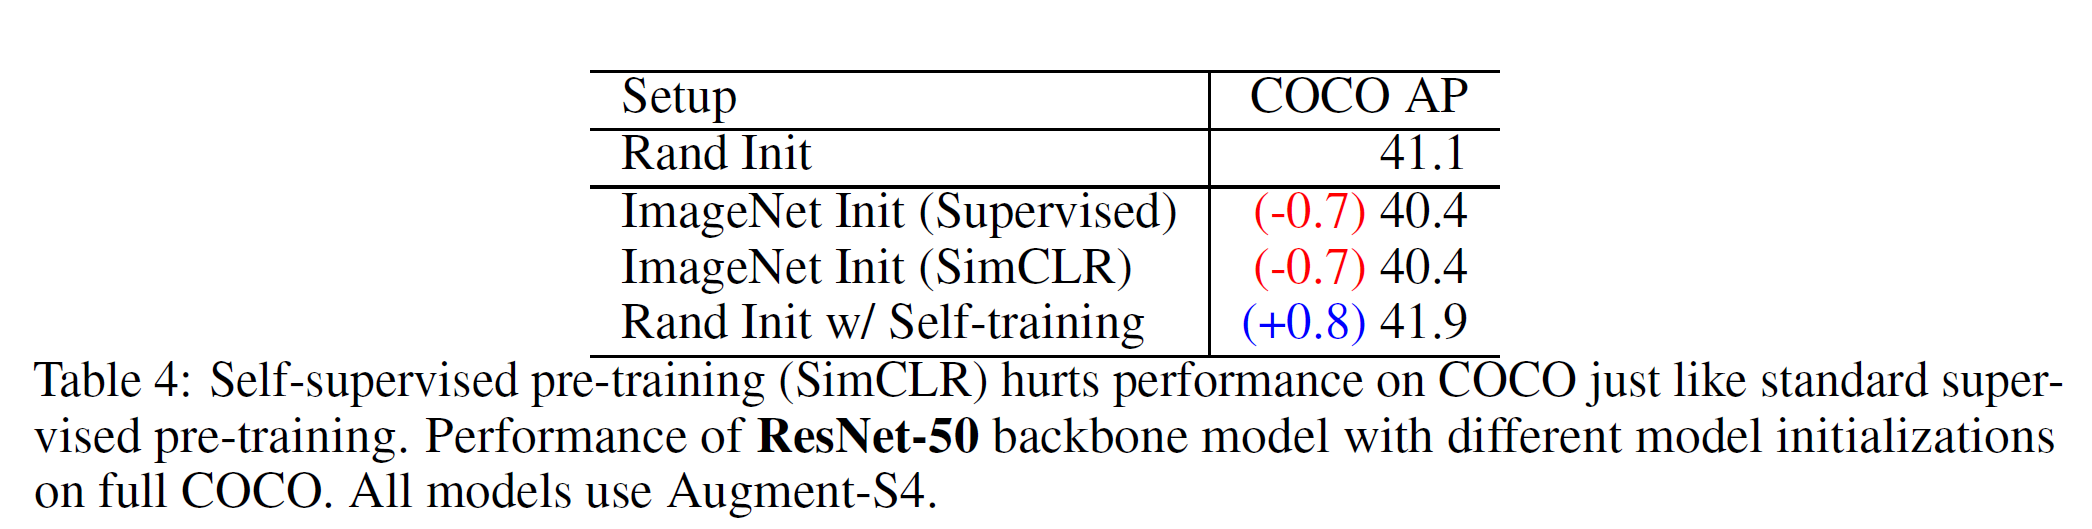 Setup COCO AP
Rand Init 41.1
ImageNet Init (Supervised) (-0.7) 40.4
ImageNet Init (SimCLR) (-0.7) 40.4
Rand Init w/ Self-training (+0.8) 41.9
Table 4: Self-supervised pre-training (SimCLR) hurts performance on COCO just like standard super-
vised pre-training. Performance of ResNet-50 backbone model with different model initializations
on full COCO. All models use Augment-S4.